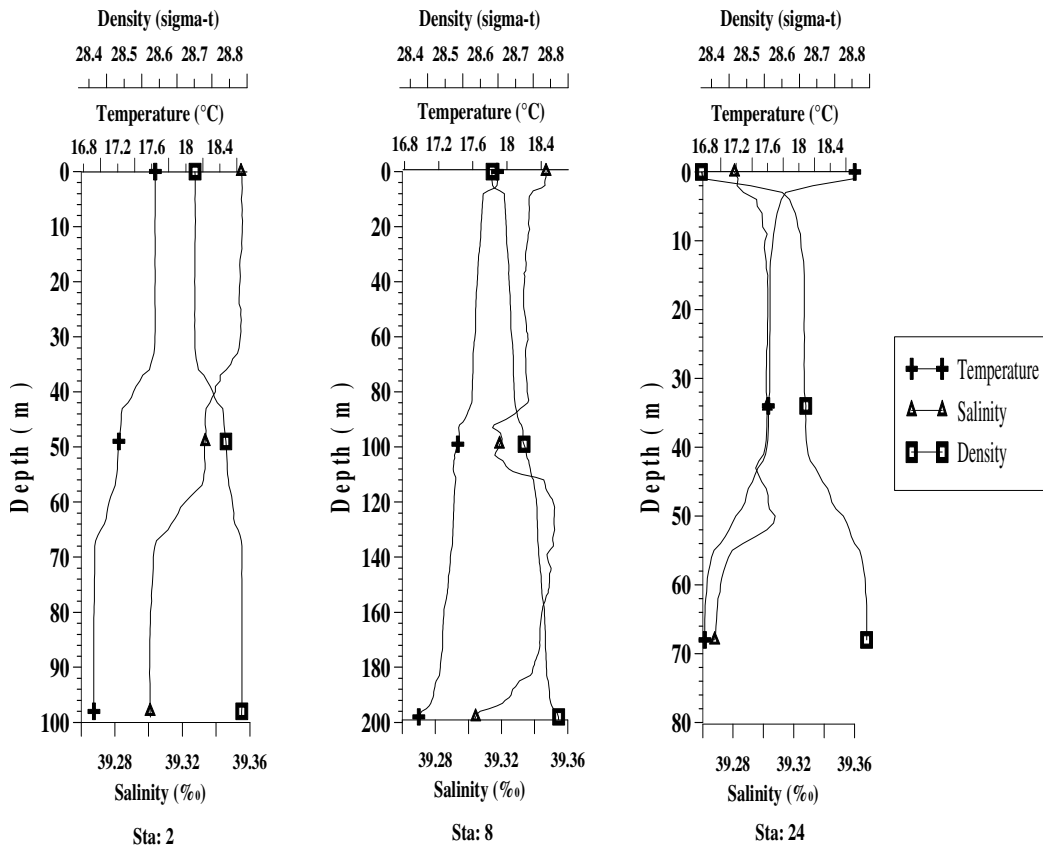 Density (sigma-t) Density (sigma-t) Density (sigma-t)
28.4 28.5 28.6 28.7 28.8 28.4 28.5 28.6 28.7 28.8 28.4 28.5 28.6 28.7 28.8
Temperature (°C) Temperature (°C) Temperature (°C)
16.8 17.2 17.6 18 18.4 16.8 17.2 17.6 18 18.4 16.8 17.2 17.6 18 18.4
0 0 0
10 20 10
20 40
30 60 20
40 80 30
50 100 40
60 120
70 140 50
80 160 60
90 180 70
100 200 80
Depth ( m ) Depth ( m ) Depth ( m )
39.28 39.32 39.36 39.28 39.32 39.36 39.28 39.32 39.36
Salinity (‰) Salinity (‰) Salinity (‰)
Sta: 2 Sta: 8 Sta: 24
Temperature
Salinity
Density